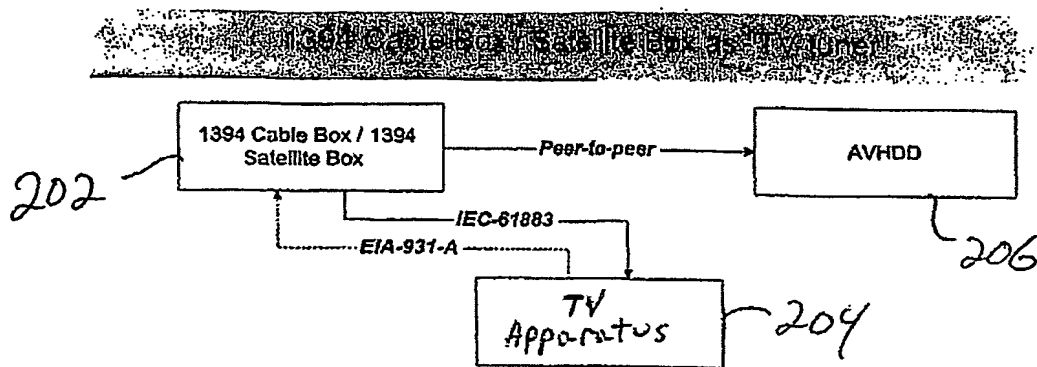 1394 Cable Box / Satellite Box as "TV tuner"
1394 Cable Box / 1394
Satellite Box
Peer-to-peer
AVHDD
202
IEC-61883
EIA-931-A
206
TV
Apparatus
204